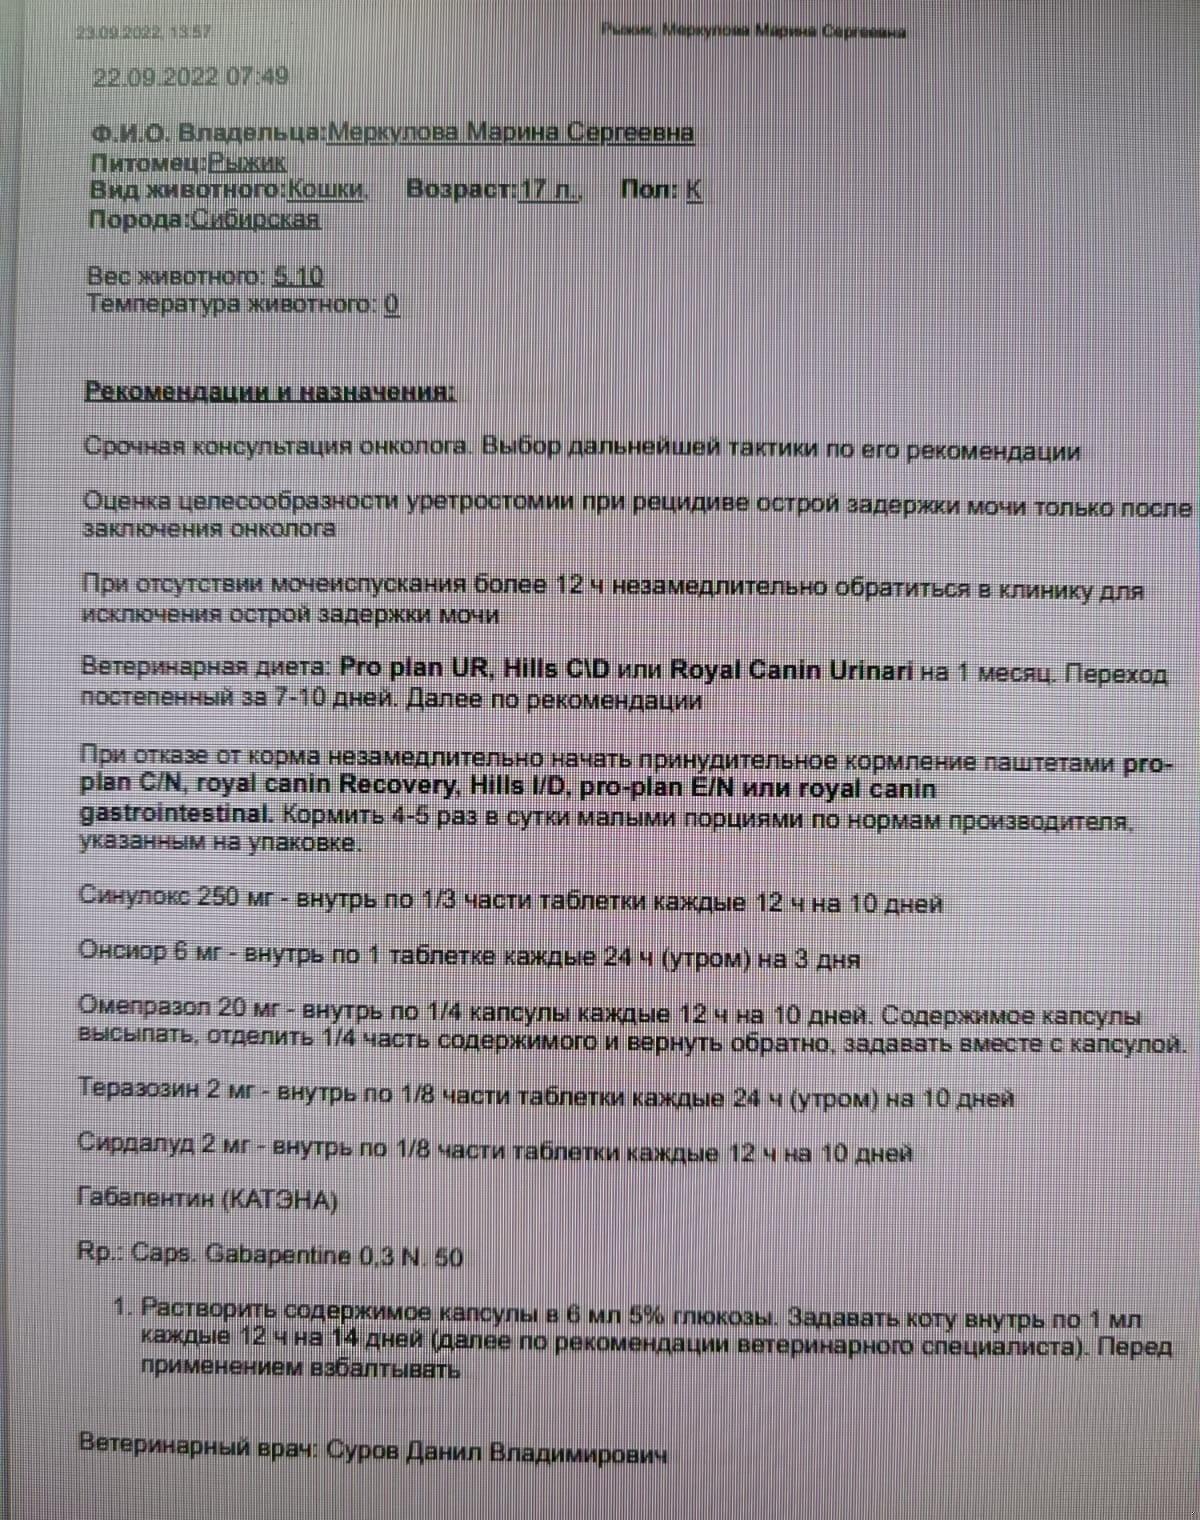 23.09.2022, 13:57
Рыжик, Меркулова Марина Сергеевна
22.09.2022 07:49
Ф.И.О. Владельца:Меркулова Марина Сергеевна
Питомец:Рыжик
Вид животного:Кошки, Возраст:17 л., Пол: К
Порода:Сибирская
Вес животного: 5.10
Температура животного: 0
Рекомендации и назначения:
Срочная консультация онколога. Выбор дальнейшей тактики по его рекомендации
Оценка целесообразности уретростомии при рецидиве острой задержки мочи только после
заключения онколога
При отсутствии мочеиспускания более 12 ч незамедлительно обратиться в клинику для
исключения острой задержки мочи
Ветеринарная диета: Pro plan UR, Hills C\D или Royal Canin Urinari на 1 месяц. Переход
постепенный за 7-10 дней. Далее по рекомендации
При отказе от корма незамедлительно начать принудительное кормление паштетами pro-
plan C/N, royal canin Recovery, Hills I/D, pro-plan E/N или royal canin
gastrointestinal. Кормить 4-5 раз в сутки малыми порциями по нормам производителя,
указанным на упаковке.
Синулокс 250 мг - внутрь по 1/3 части таблетки каждые 12 ч на 10 дней
Онсиор 6 мг - внутрь по 1 таблетке каждые 24 ч (утром) на 3 дня
Омепразол 20 мг - внутрь по 1/4 капсулы каждые 12 ч на 10 дней. Содержимое капсулы
высыпать, отделить 1/4 часть содержимого и вернуть обратно, задавать вместе с капсулой.
Теразозин 2 мг - внутрь по 1/8 части таблетки каждые 24 ч (утром) на 10 дней
Сирдалуд 2 мг - внутрь по 1/8 части таблетки каждые 12 ч на 10 дней
Габапентин (КАТЭНА)
Rp.: Caps. Gabapentine 0,3 N. 50
1. Растворить содержимое капсулы в 6 мл 5% глюкозы. Задавать коту внутрь по 1 мл
каждые 12 ч на 14 дней (далее по рекомендации ветеринарного специалиста). Перед
применением взбалтывать
Ветеринарный врач: Суров Данил Владимирович